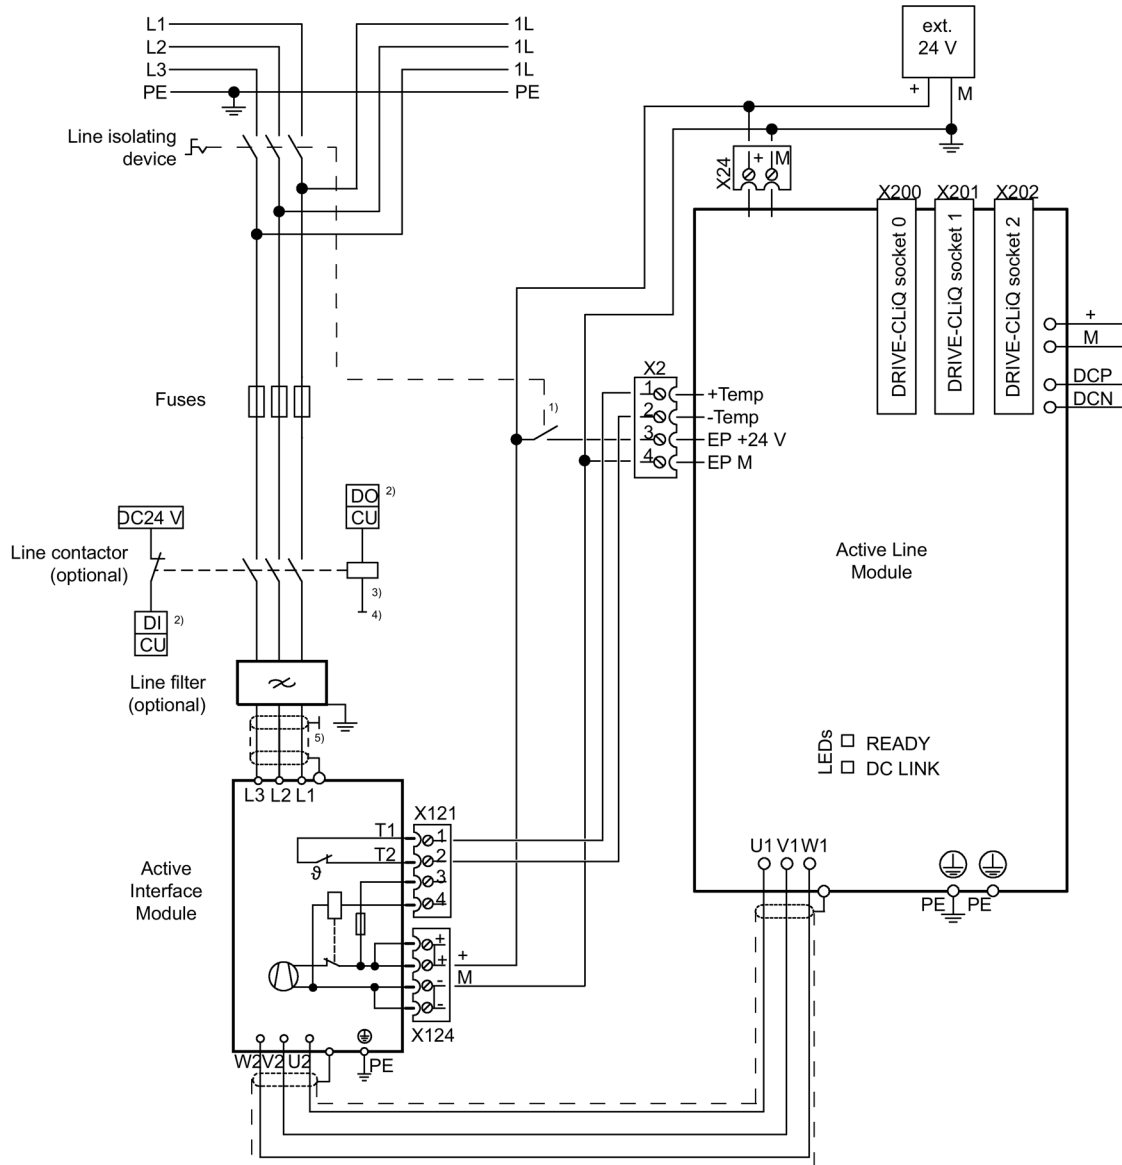 L1 1L
L2 1L
L3 1L
PE PE
ext.
24 V
+ M
Line isolating
device
X24
+ M
X200 X201 X202
DRIVE-CLiQ socket 0
DRIVE-CLiQ socket 1
DRIVE-CLiQ socket 2
+
M
DCP
DCN
X2
1 +Temp
2 -Temp
3 EP +24 V
4 EP M
1)
Fuses
DO 2)
CU
DC24 V
Line contactor
(optional)
3)
4)
DI 2)
CU
Active Line
Module
Line filter
(optional)
5)
LEDs
READY
DC LINK
L3 L2 L1
X121
T1 1
T2 2
3
4
ϑ
Active
Interface
Module
U1 V1 W1
PE PE
+
+ +
- M
-
X124
W2 V2 U2 PE